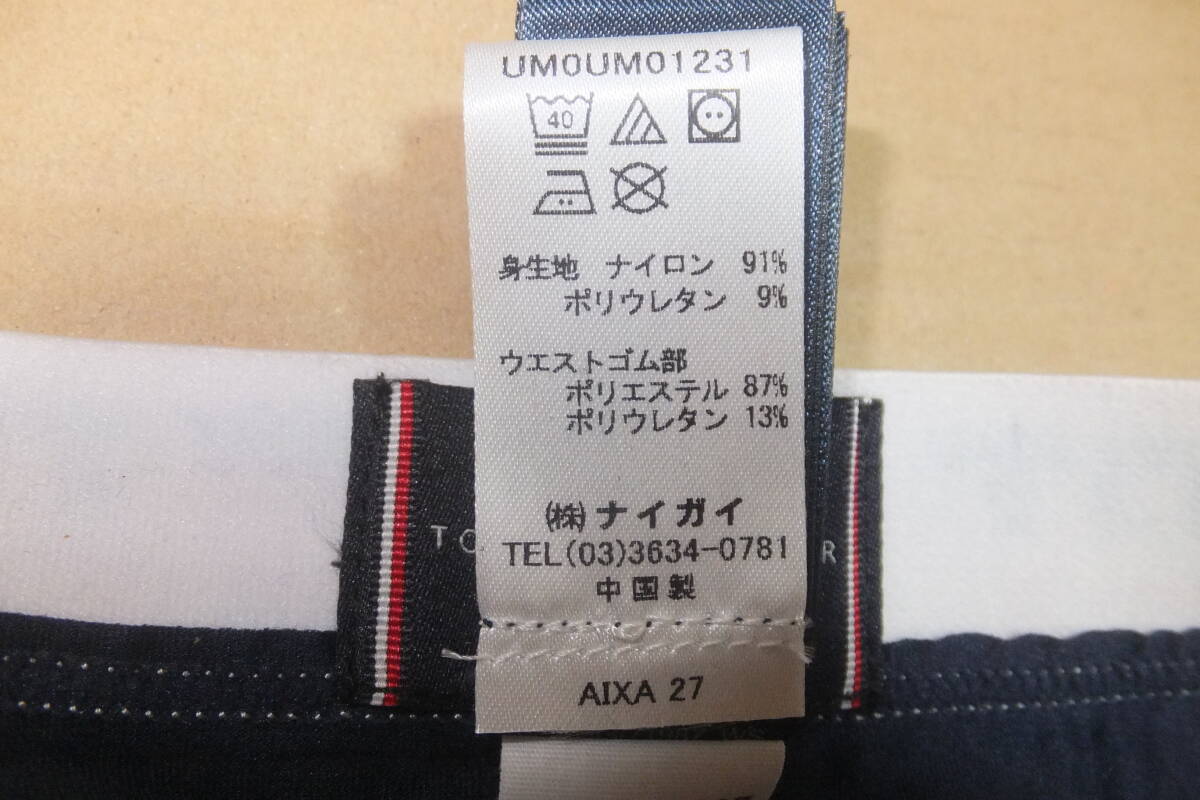 UM0UM01231
40
身生地 ナイロン 91%
ポリウレタン 9%
ウエストゴム部
ポリエステル 87%
ポリウレタン 13%
(株)ナイガイ
TEL(03)3634-0781
中国製
TO R
AIXA 27